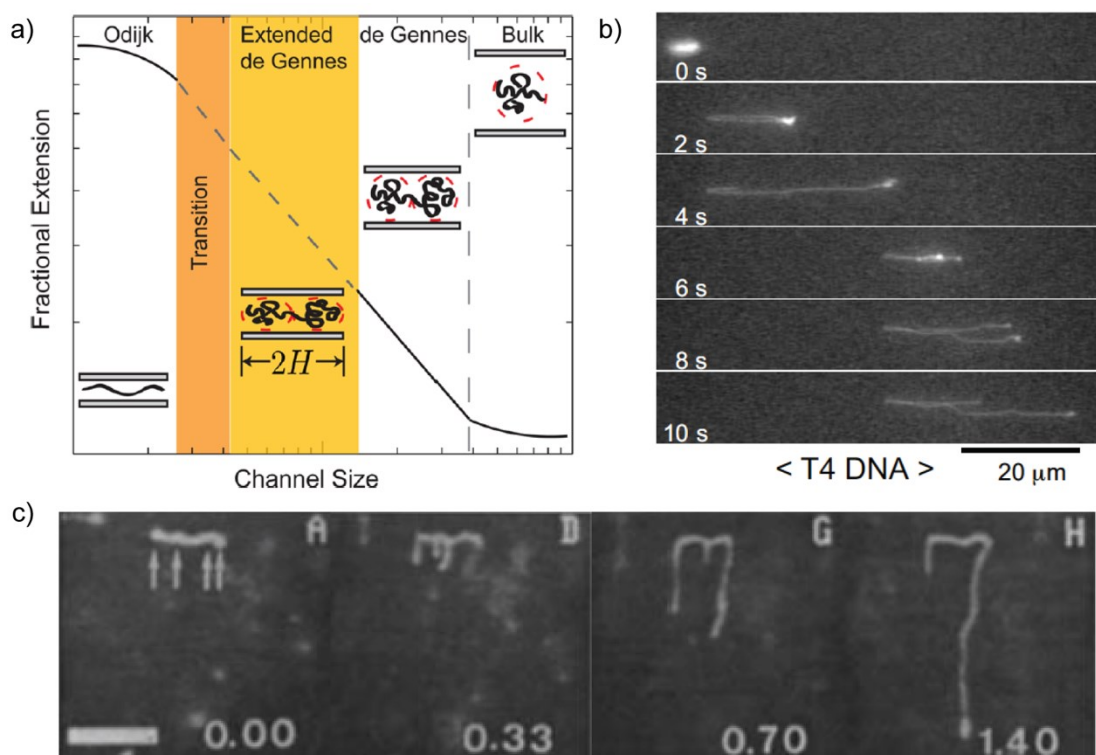 a)
Odijk
Extended
de Gennes
de Gennes
Bulk
Transition
2H
Fractional Extension
Channel Size
b)
0 s
2 s
4 s
6 s
8 s
10 s
< T4 DNA >
20 μm
c)
A
D
G
H
0.00
0.33
0.70
1.40